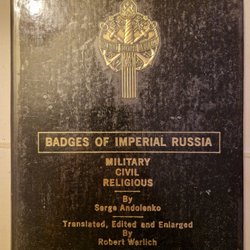 BADGES OF IMPERIAL RUSSIA
MILITARY
CIVIL
RELIGIOUS
By
Serge Andolenko
Translated, Edited and Enlarged
By
Robert Werlich